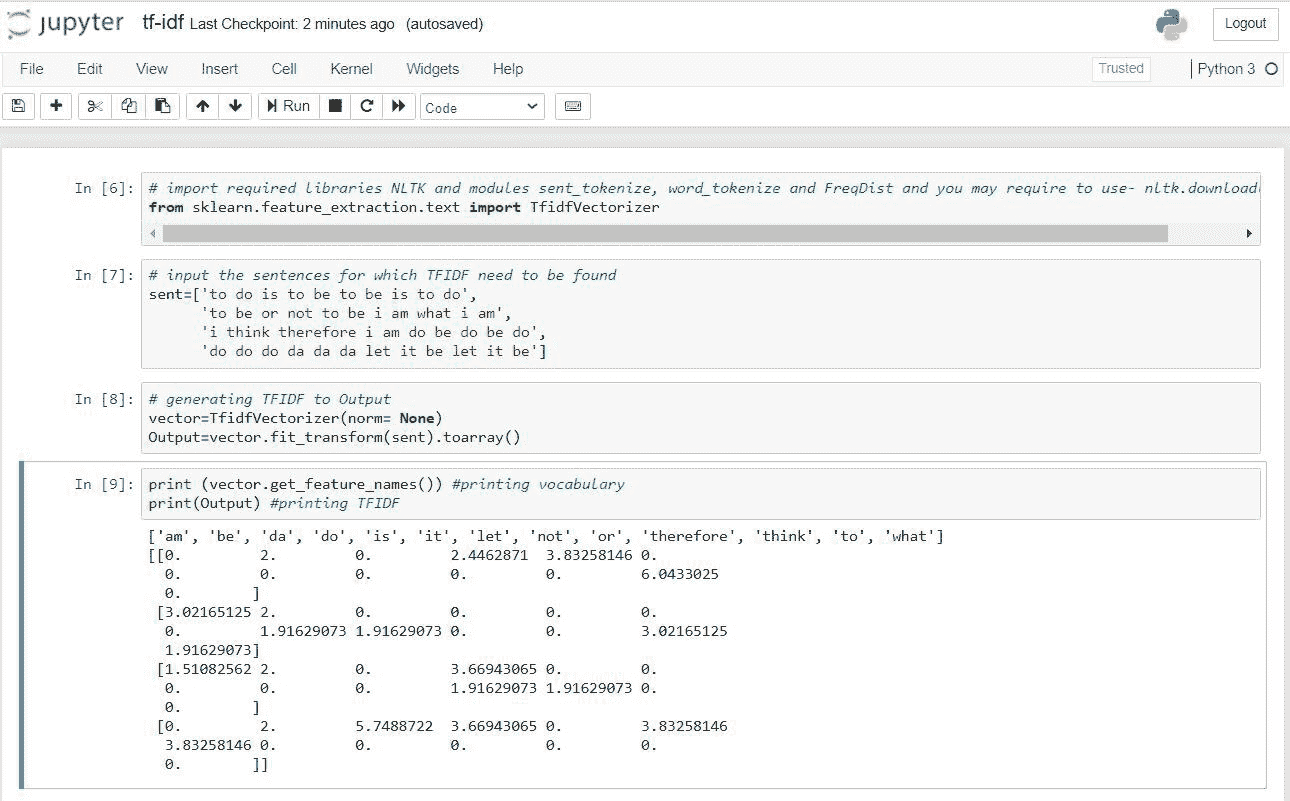 jupyter tf-idf Last Checkpoint: 2 minutes ago (autosaved) Logout
File Edit View Insert Cell Kernel Widgets Help Trusted Python 3
Run Code
In [6]: # import required libraries NLTK and modules sent_tokenize, word_tokenize and FreqDist and you may require to use- nltk.download
from sklearn.feature_extraction.text import TfidfVectorizer
In [7]: # input the sentences for which TFIDF need to be found
sent=['to do is to be to be is to do',
'to be or not to be i am what i am',
'i think therefore i am do be do be do',
'do do do da da da let it be let it be']
In [8]: # generating TFIDF to Output
vector=TfidfVectorizer(norm= None)
Output=vector.fit_transform(sent).toarray()
In [9]: print (vector.get_feature_names()) #printing vocabulary
print(Output) #printing TFIDF
['am', 'be', 'da', 'do', 'is', 'it', 'let', 'not', 'or', 'therefore', 'think', 'to', 'what']
[[0. 2. 0. 2.4462871 3.83258146 0.
0. 0. 0. 0. 0. 6.0433025
0. ]
[3.02165125 2. 0. 0. 0. 0.
0. 1.91629073 1.91629073 0. 0. 3.02165125
1.91629073]
[1.51082562 2. 0. 3.66943065 0. 0.
0. 0. 0. 1.91629073 1.91629073 0.
0. ]
[0. 2. 5.7488722 3.66943065 0. 3.83258146
3.83258146 0. 0. 0. 0. 0.
0. ]]